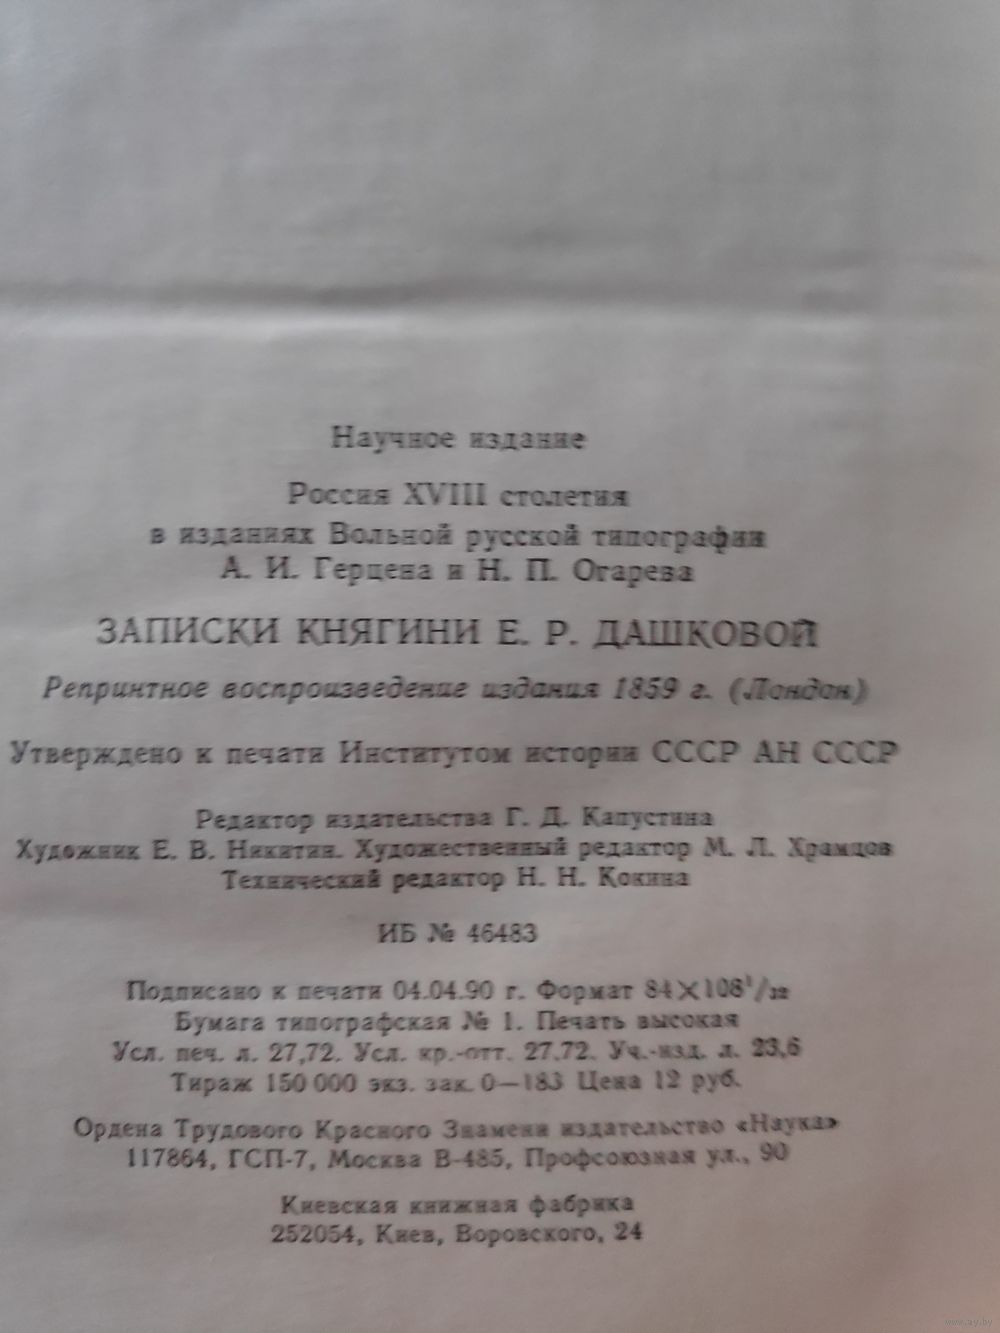 Научное издание
Россия XVIII столетия
в изданиях Вольной русской типографии
А. И. Герцена и Н. П. Огарева
ЗАПИСКИ КНЯГИНИ Е. Р. ДАШКОВОЙ
Репринтное воспроизведение издания 1859 г. (Лондон)
Утверждено к печати Институтом истории СССР АН СССР
Редактор издательства Г. Д. Капустина
Художник Е. В. Никитин. Художественный редактор М. Л. Храмцов
Технический редактор Н. Н. Кокина
ИБ № 46483
Подписано к печати 04.04.90 г. Формат 84×108¹/₃₂
Бумага типографская № 1. Печать высокая
Усл. печ. л. 27,72. Усл. кр.-отт. 27,72. Уч.-изд. л. 23,6
Тираж 150 000 экз. зак. 0—183 Цена 12 руб.
Ордена Трудового Красного Знамени издательство «Наука»
117864, ГСП-7, Москва В-485, Профсоюзная ул., 90
Киевская книжная фабрика
252054, Киев, Воровского, 24
www.ay.by